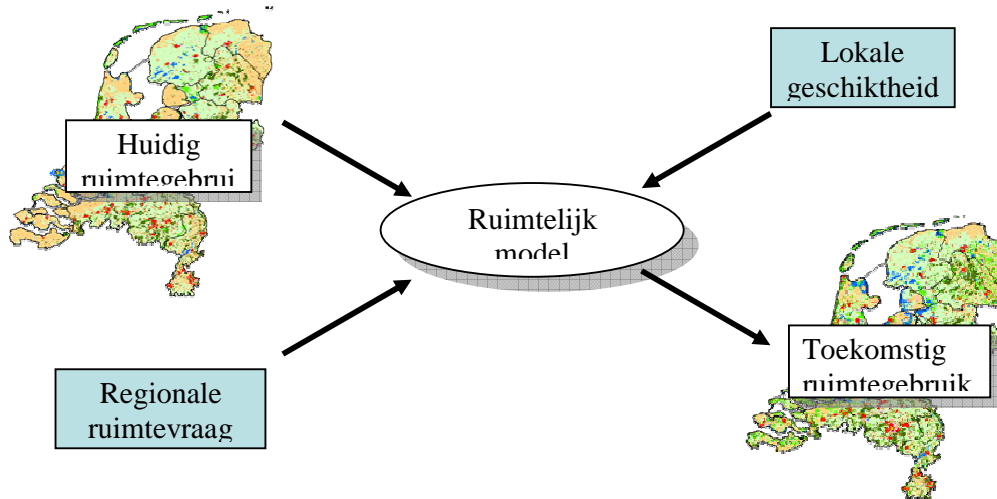 Huidig
ruimtegebrui
Lokale
geschiktheid
Ruimtelijk
model
Regionale
ruimtevraag
Toekomstig
ruimtegebruik